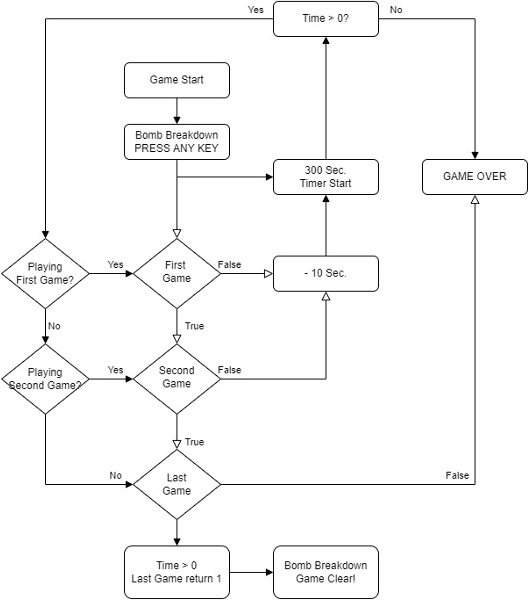 Yes
Time > 0?
No
Game Start
Bomb Breakdown
PRESS ANY KEY
300 Sec.
Timer Start
GAME OVER
Playing
First Game?
Yes
First
Game
False
- 10 Sec.
No
True
Playing
Second Game?
Yes
Second
Game
False
True
No
Last
Game
False
Time > 0
Last Game return 1
Bomb Breakdown
Game Clear!